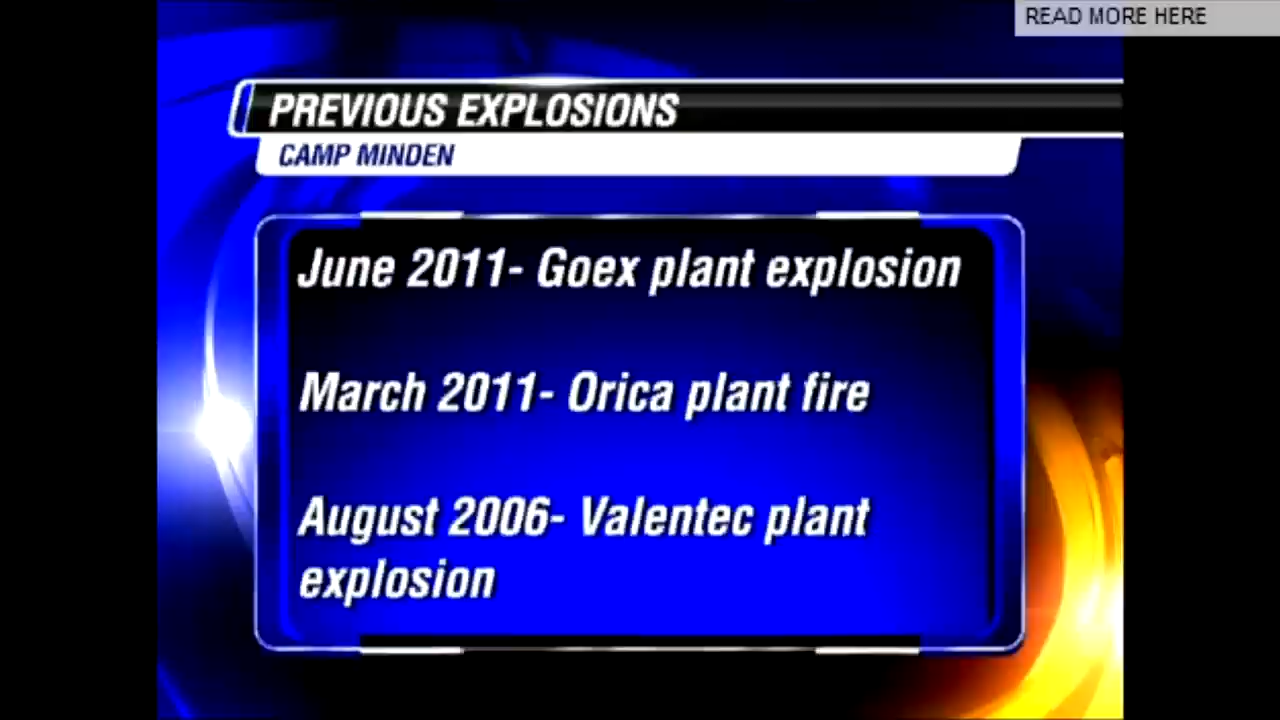 READ MORE HERE
PREVIOUS EXPLOSIONS
CAMP MINDEN
June 2011- Goex plant explosion
March 2011- Orica plant fire
August 2006- Valentec plant
explosion